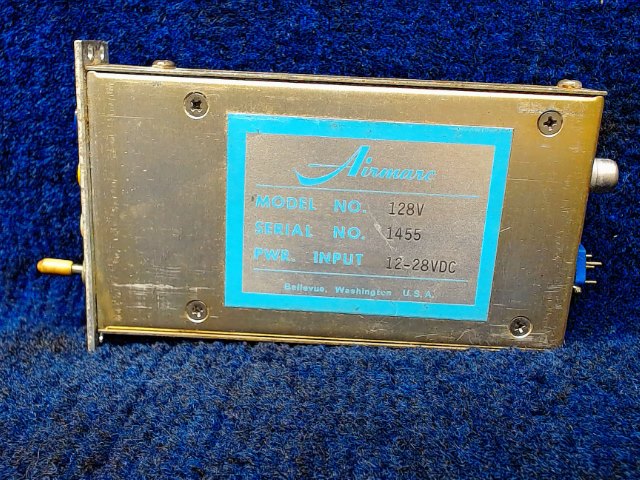 Airmarc
MODEL NO. 128V
SERIAL NO. 1455
PWR. INPUT 12-28VDC
Bellevue, Washington U.S.A.